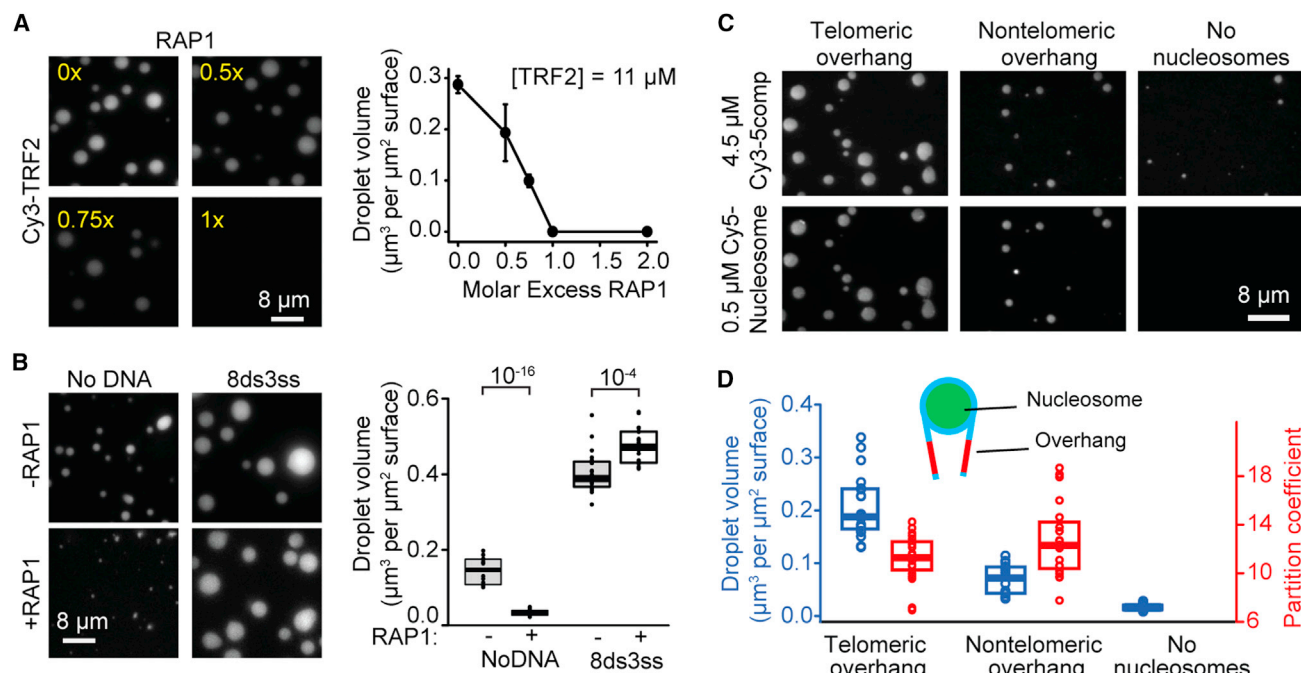 A
RAP1
0x
0.5x
0.75x
1x
Cy3-TRF2
8 µm
Droplet volume
(µm³ per µm² surface)
0.3
0.2
0.1
0.0
[TRF2] = 11 µM
0.0 0.5 1.0 1.5 2.0
Molar Excess RAP1
B
No DNA 8ds3ss
-RAP1
+RAP1
8 µm
Droplet volume
(µm³ per µm² surface)
0.6
0.4
0.2
0.0
10⁻¹⁶ 10⁻⁴
RAP1: - + - +
NoDNA 8ds3ss
C
Telomeric
overhang
Nontelomeric
overhang
No
nucleosomes
4.5 µM
Cy3-5comp
0.5 µM Cy5-
Nucleosome
8 µm
D
Droplet volume
(µm³ per µm² surface)
0.4
0.3
0.2
0.1
0.0
Nucleosome
Overhang
18
14
10
6
Partition coefficient
Telomeric
overhang
Nontelomeric
overhang
No
nucleosomes